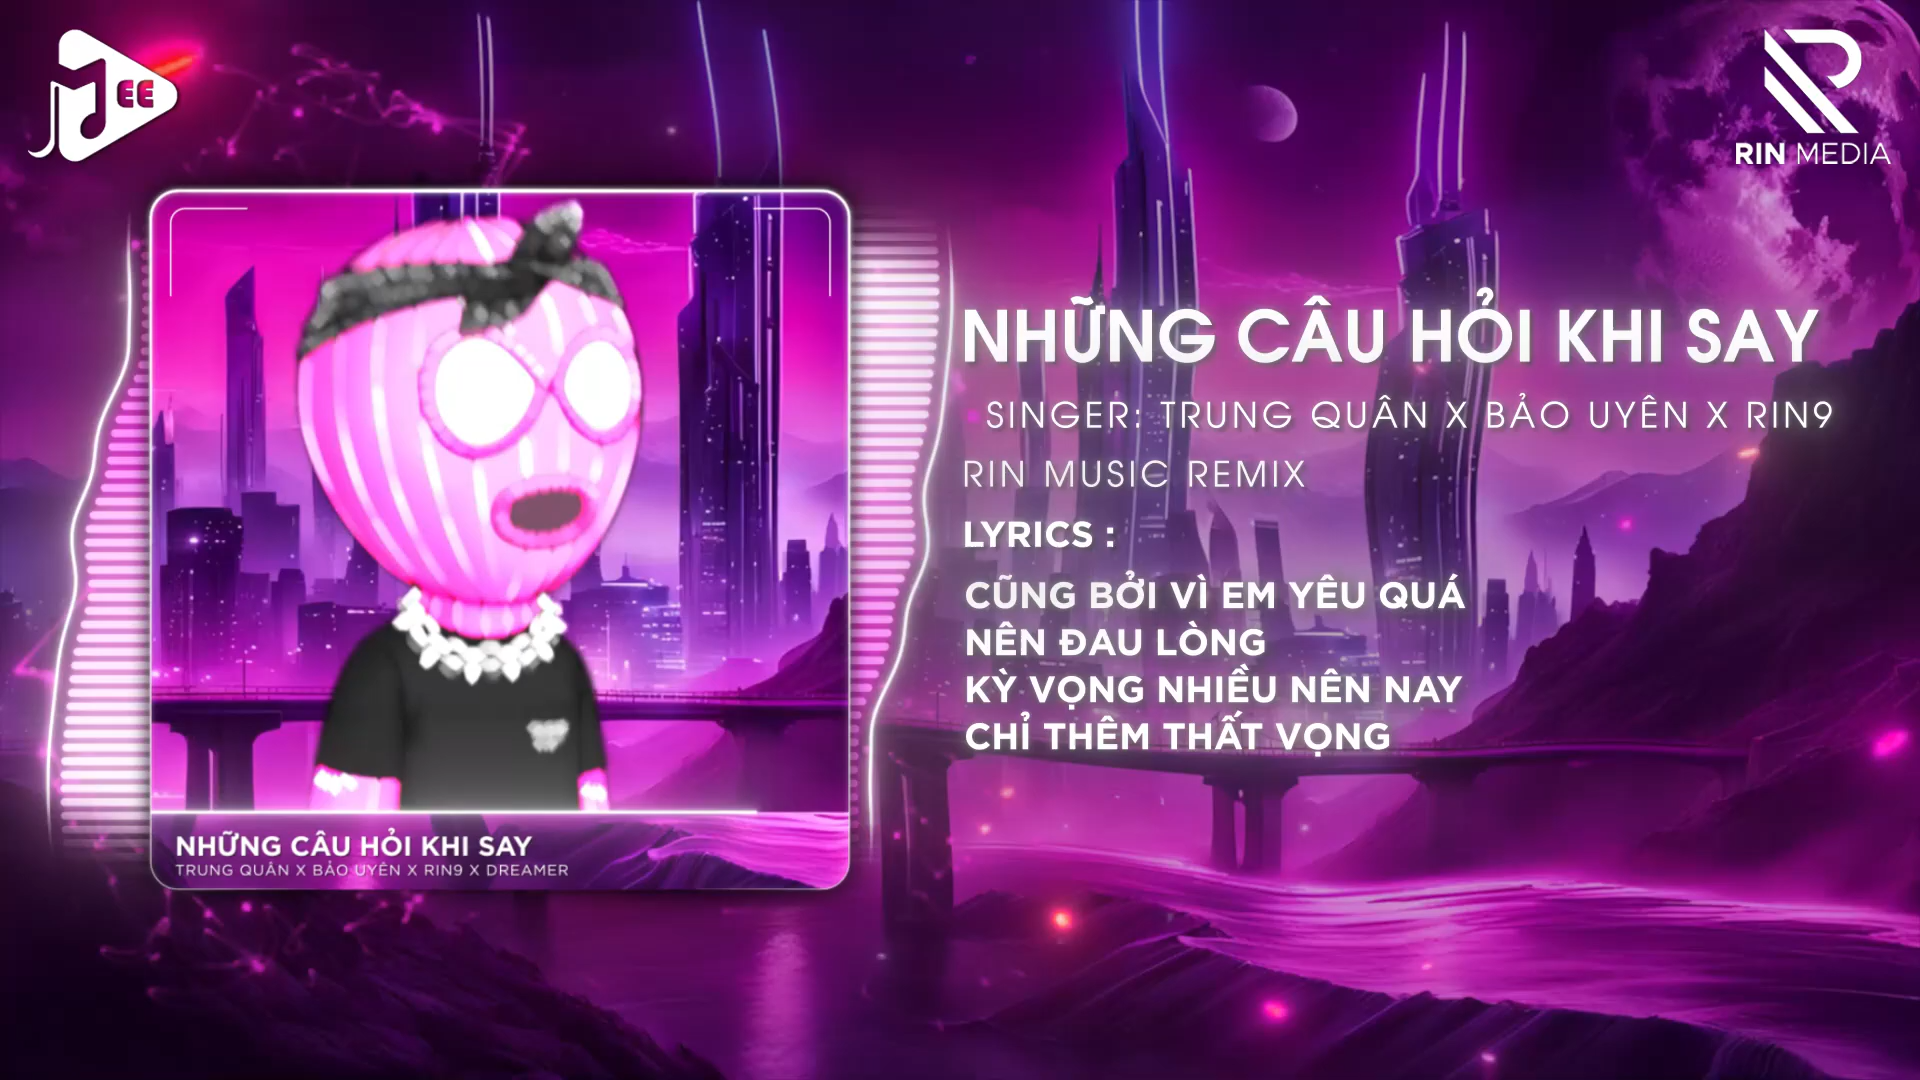 EE
RIN MEDIA
NHỮNG CÂU HỎI KHI SAY
SINGER: TRUNG QUÂN X BẢO UYÊN X RIN9
RIN MUSIC REMIX
LYRICS :
CŨNG BỞI VÌ EM YÊU QUÁ
NÊN ĐAU LÒNG
KỲ VỌNG NHIỀU NÊN NAY
CHỈ THÊM THẤT VỌNG
NHỮNG CÂU HỎI KHI SAY
TRUNG QUÂN X BẢO UYÊN X RIN9 X DREAMER